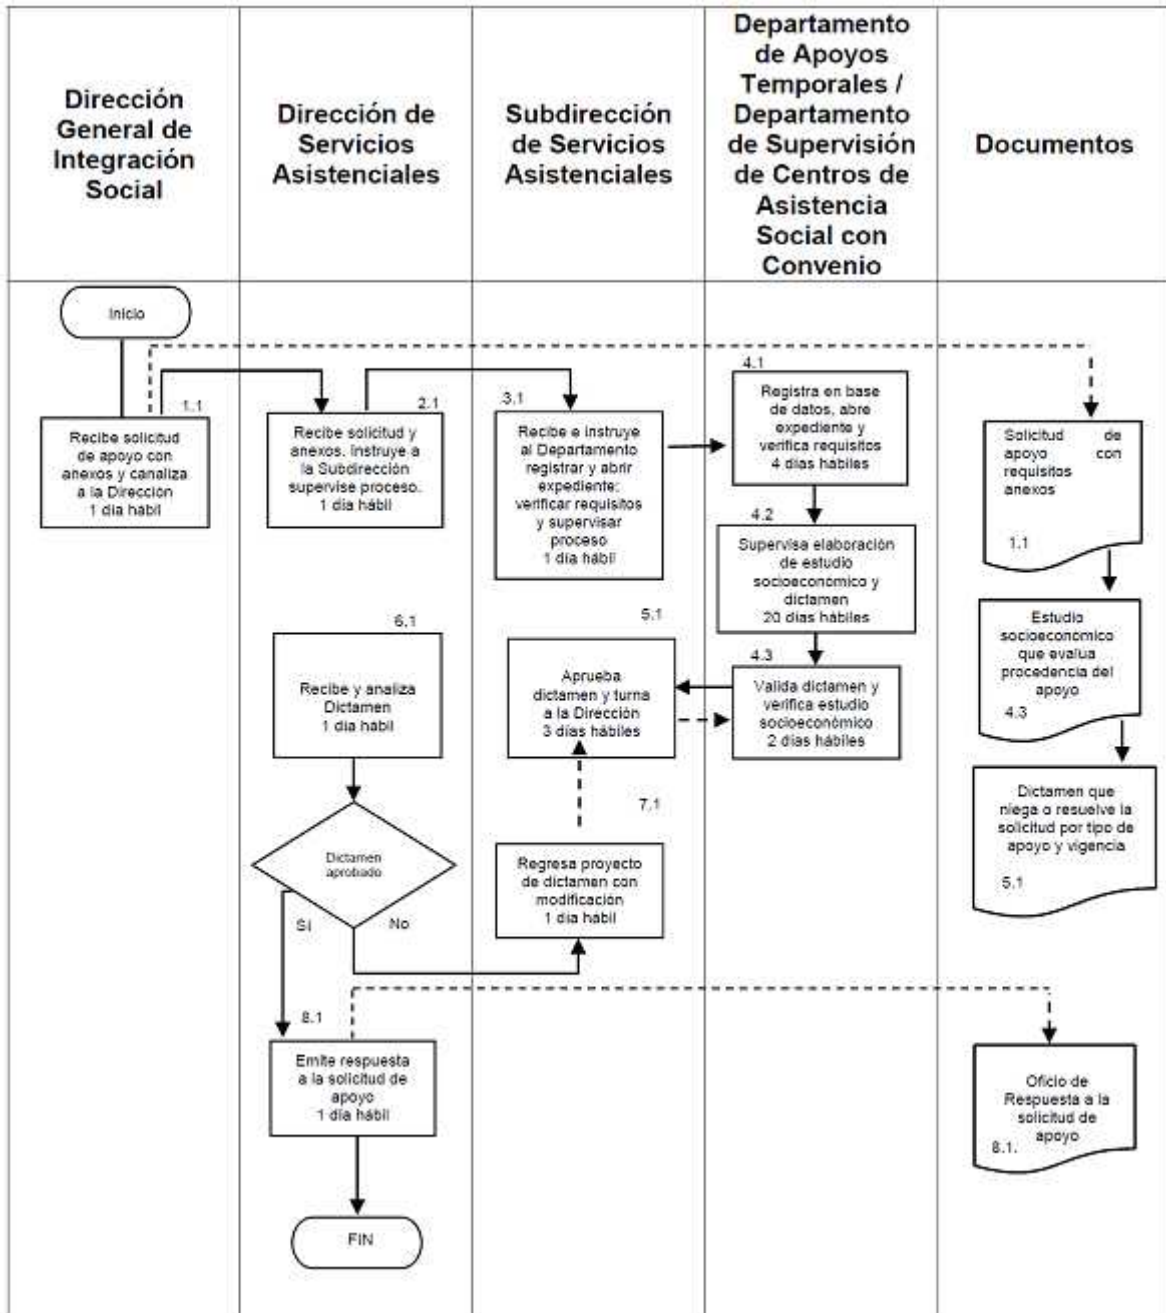 Dirección
General de
Integración
Social
Dirección de
Servicios
Asistenciales
Subdirección
de Servicios
Asistenciales
Departamento
de Apoyos
Temporales /
Departamento
de Supervisión
de Centros de
Asistencia
Social con
Convenio
Documentos
Inicio
1.1
Recibe solicitud
de apoyo con
anexos y canaliza
a la Dirección
1 día hábil
2.1
Recibe solicitud y
anexos. Instruye a
la Subdirección
supervise proceso.
1 día hábil
3.1
Recibe e instruye
al Departamento
registrar y abrir
expediente;
verificar requisitos
y supervisar
proceso
1 día hábil
4.1
Registra en base
de datos, abre
expediente y
verifica requisitos
4 días hábiles
4.2
Supervisa elaboración
de estudio
socioeconómico y
dictamen
20 días hábiles
4.3
Valida dictamen y
verifica estudio
socioeconómico
2 días hábiles
5.1
Aprueba
dictamen y turna
a la Dirección
3 días hábiles
6.1
Recibe y analiza
Dictamen
1 día hábil
Dictamen
aprobado
Sí
No
7.1
Regresa proyecto
de dictamen con
modificación
1 día hábil
8.1
Emite respuesta
a la solicitud de
apoyo
1 día hábil
FIN
Solicitud de
apoyo con
requisitos
anexos
1.1
Estudio
socioeconómico
que evalua
procedencia del
apoyo
4.3
Dictamen que
niega o resuelve la
solicitud por tipo de
apoyo y vigencia
5.1
Oficio de
Respuesta a la
solicitud de
apoyo
8.1.